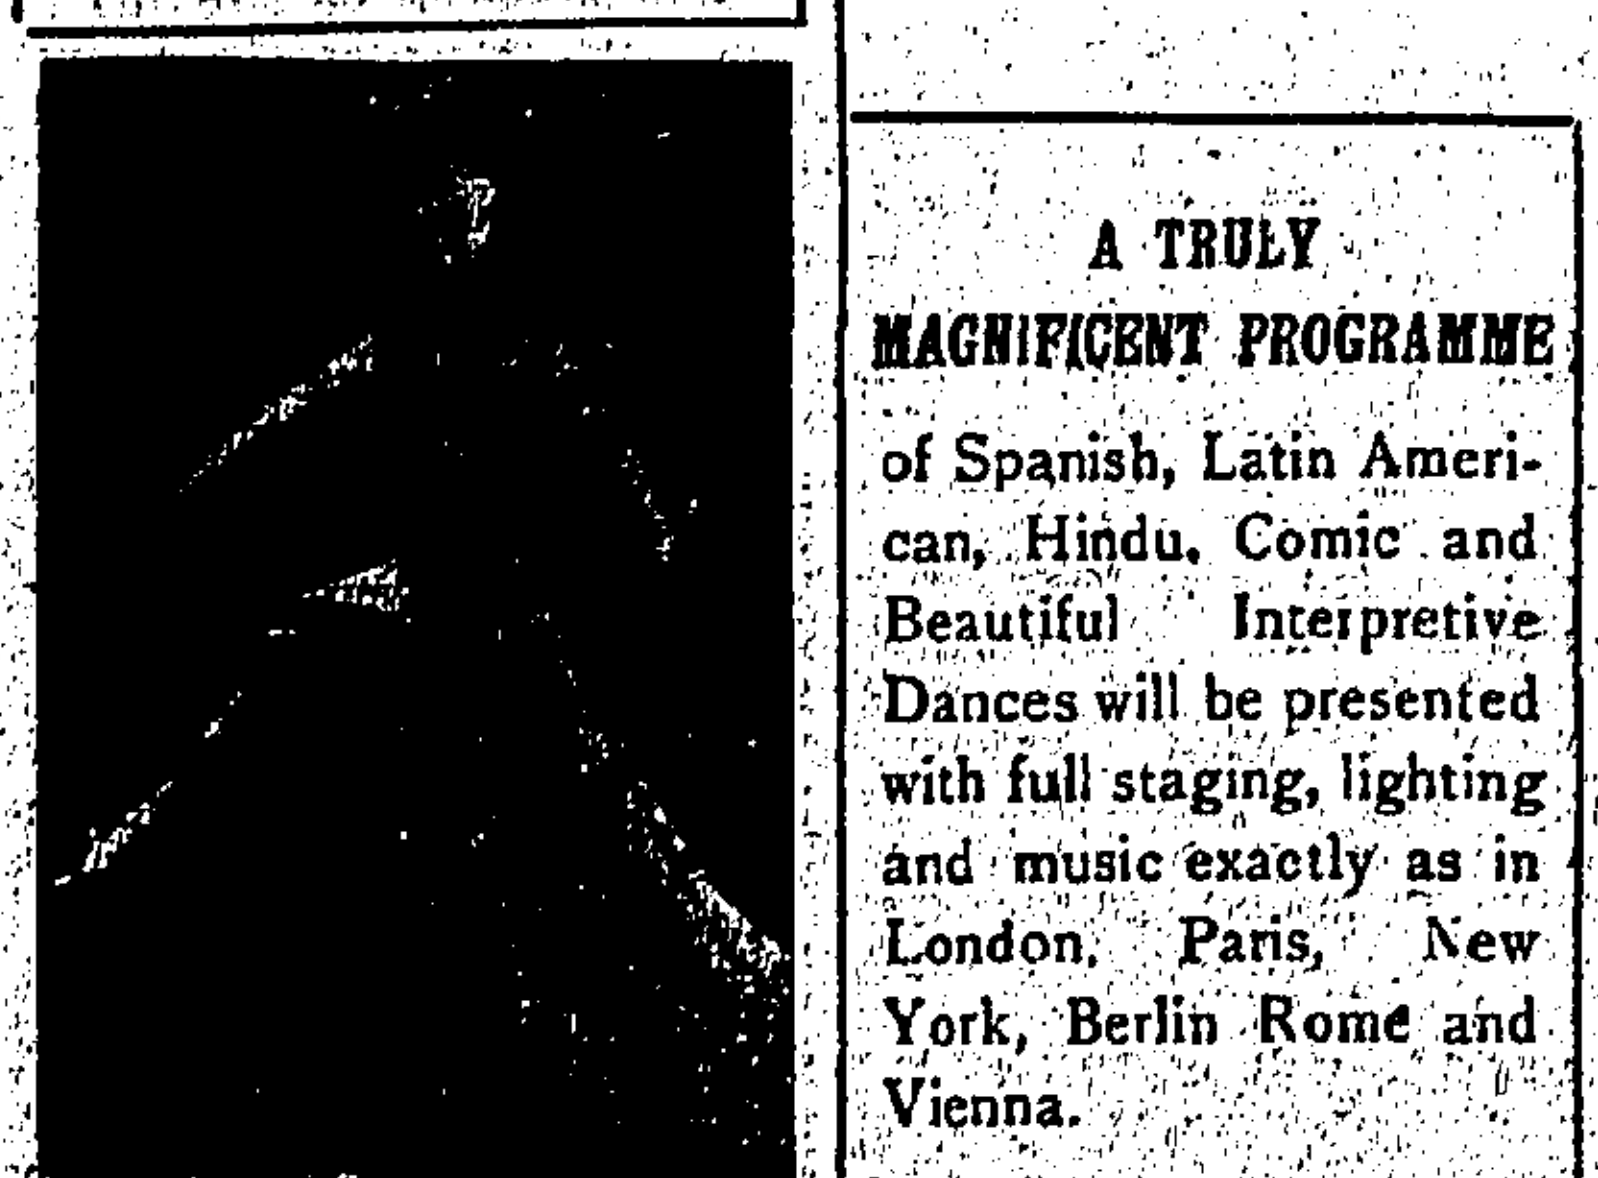 A TRULY
MAGNIFICENT PROGRAMME
of Spanish, Latin Ameri-
can, Hindu, Comic and
Beautiful Interpretive
Dances will be presented
with full staging, lighting
and music exactly as in
London, Paris, New
York, Berlin Rome and
Vienna.